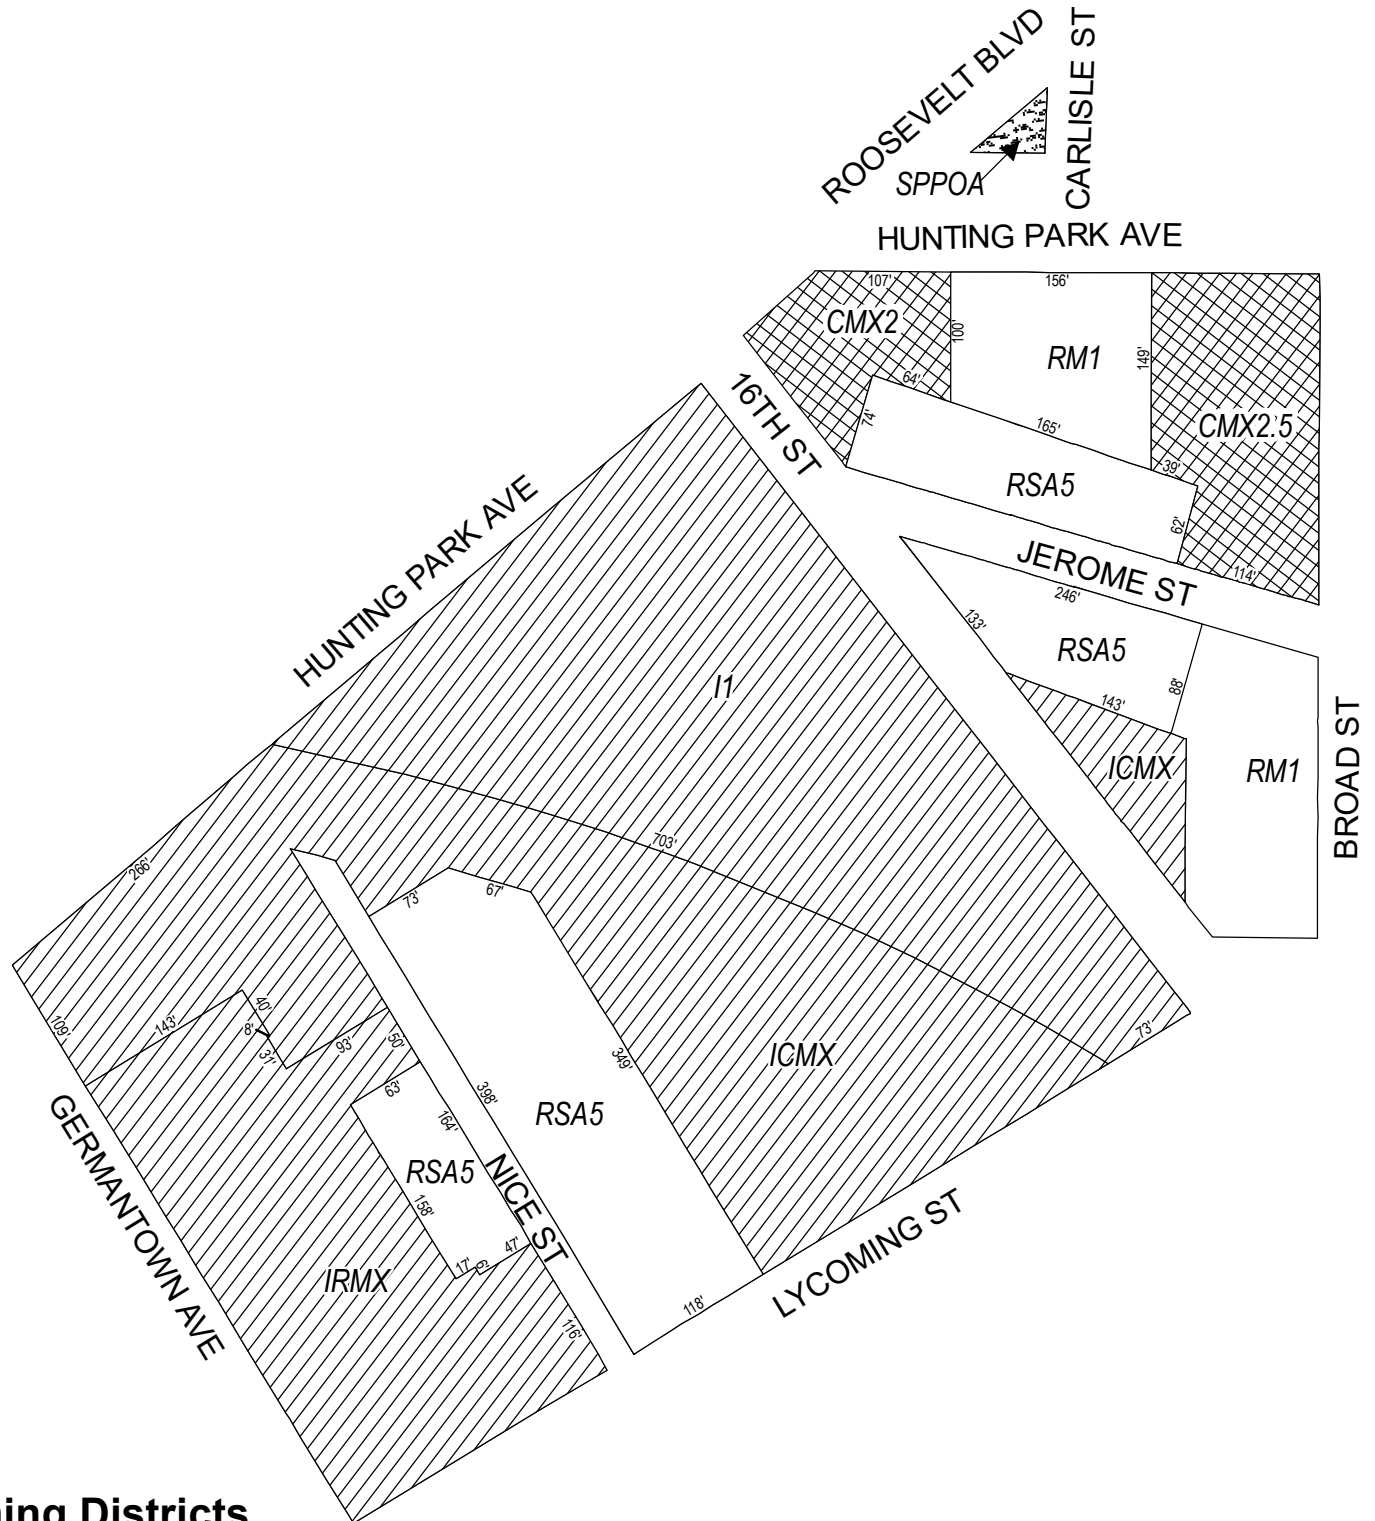 ROOSEVELT BLVD
CARLISLE ST
SPPOA
HUNTING PARK AVE
107'
156'
CMX2
100'
RM1
149'
CMX2.5
64'
74'
165'
39'
16TH ST
RSA5
62'
114'
JEROME ST
246'
HUNTING PARK AVE
133'
RSA5
88'
143'
I1
ICMX
RM1
BROAD ST
703'
266'
73'
67'
109'
143'
40'
8'
31'
93'
50'
73'
349'
ICMX
63'
398'
164'
RSA5
GERMANTOWN AVE
RSA5
NICE ST
158'
47'
17'
6'
IRMX
LYCOMING ST
118'
116'
ning Districts